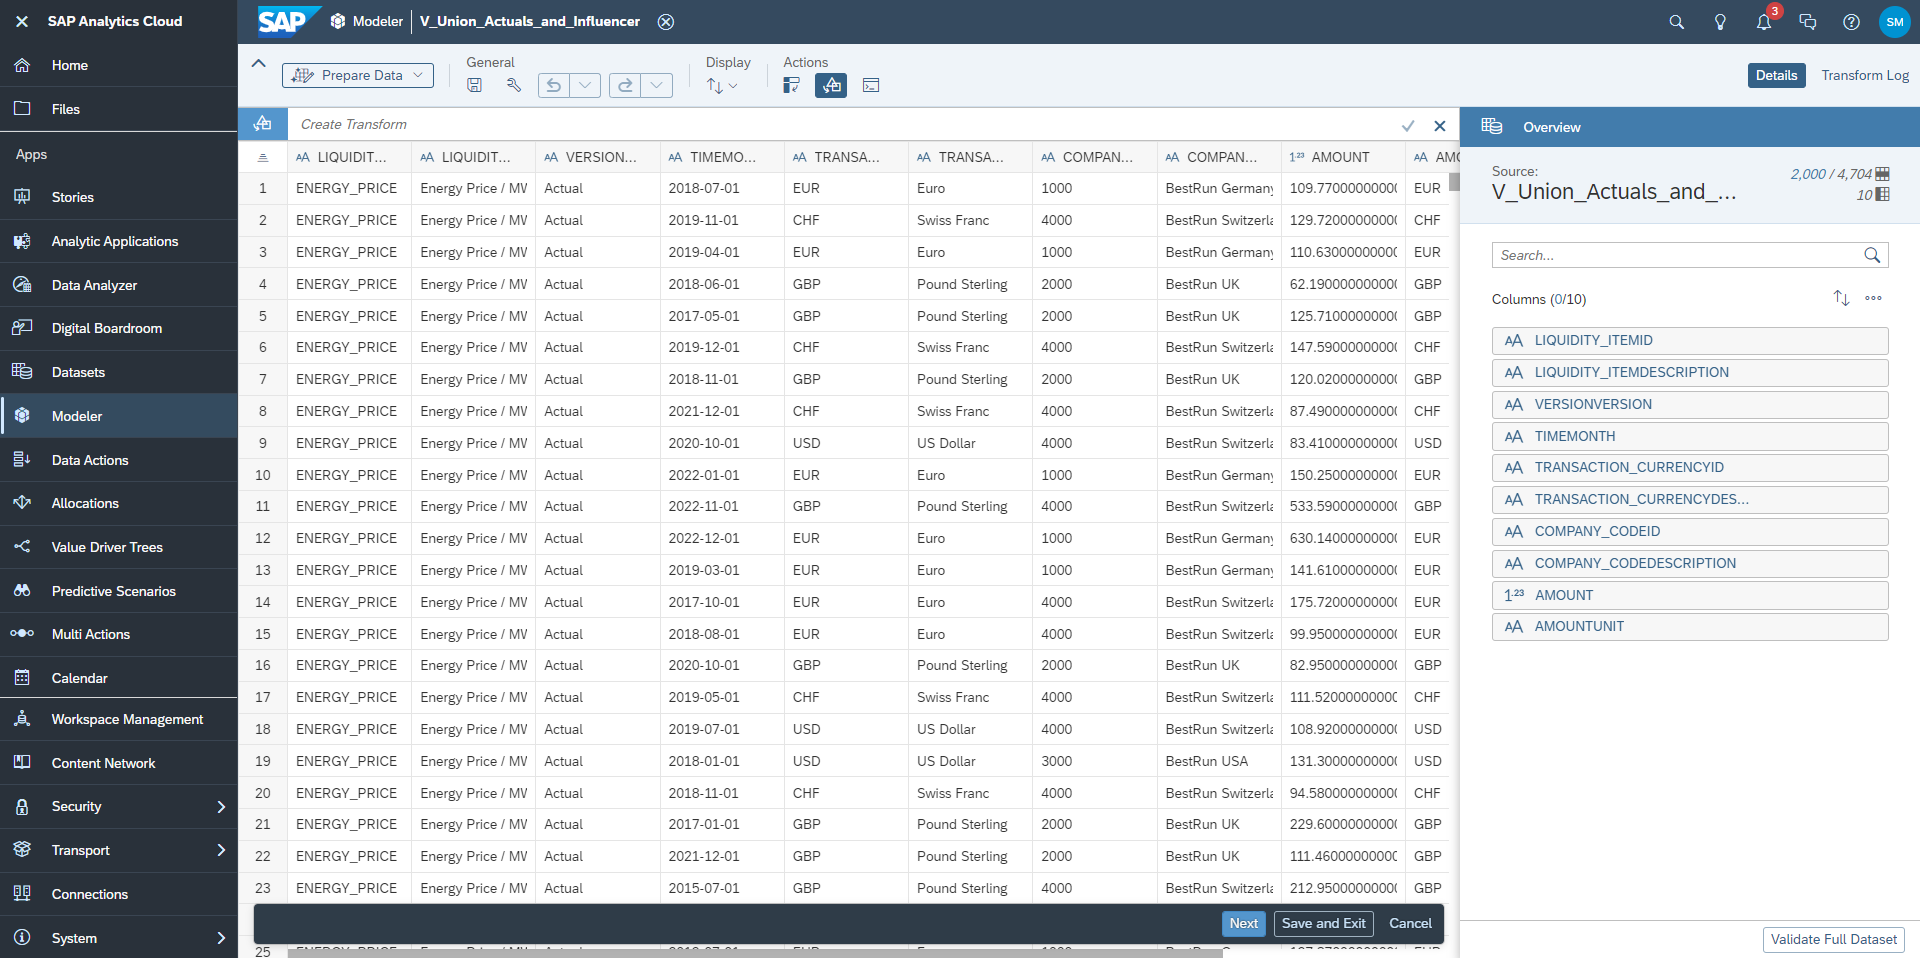 SAP Analytics Cloud
Home
Files
Apps
Stories
Analytic Applications
Data Analyzer
Digital Boardroom
Datasets
Modeler
Data Actions
Allocations
Value Driver Trees
Predictive Scenarios
Multi Actions
Calendar
Workspace Management
Content Network
Security
Transport
Connections
System
SAP Modeler V_Union_Actuals_and_Influencer 3 SM
Prepare Data General Display Actions Details Transform Log
Create Transform
LIQUIDIT... LIQUIDIT... VERSION... TIMEMO... TRANSA... TRANSA... COMPAN... COMPAN... AMOUNT AMO
1 ENERGY_PRICE Energy Price / MV Actual 2018-07-01 EUR Euro 1000 BestRun Germany 109.77000000000 EUR
2 ENERGY_PRICE Energy Price / MV Actual 2019-11-01 CHF Swiss Franc 4000 BestRun Switzerla 129.72000000000 CHF
3 ENERGY_PRICE Energy Price / MV Actual 2019-04-01 EUR Euro 1000 BestRun Germany 110.63000000000 EUR
4 ENERGY_PRICE Energy Price / MV Actual 2018-06-01 GBP Pound Sterling 2000 BestRun UK 62.190000000000 GBP
5 ENERGY_PRICE Energy Price / MV Actual 2017-05-01 GBP Pound Sterling 2000 BestRun UK 125.71000000000 GBP
6 ENERGY_PRICE Energy Price / MV Actual 2019-12-01 CHF Swiss Franc 4000 BestRun Switzerla 147.59000000000 CHF
7 ENERGY_PRICE Energy Price / MV Actual 2018-11-01 GBP Pound Sterling 2000 BestRun UK 120.02000000000 GBP
8 ENERGY_PRICE Energy Price / MV Actual 2021-12-01 CHF Swiss Franc 4000 BestRun Switzerla 87.490000000000 CHF
9 ENERGY_PRICE Energy Price / MV Actual 2020-10-01 USD US Dollar 4000 BestRun Switzerla 83.410000000000 USD
10 ENERGY_PRICE Energy Price / MV Actual 2022-01-01 EUR Euro 1000 BestRun Germany 150.25000000000 EUR
11 ENERGY_PRICE Energy Price / MV Actual 2022-11-01 GBP Pound Sterling 4000 BestRun Switzerla 533.59000000000 GBP
12 ENERGY_PRICE Energy Price / MV Actual 2022-12-01 EUR Euro 1000 BestRun Germany 630.14000000000 EUR
13 ENERGY_PRICE Energy Price / MV Actual 2019-03-01 EUR Euro 1000 BestRun Germany 141.61000000000 EUR
14 ENERGY_PRICE Energy Price / MV Actual 2017-10-01 EUR Euro 4000 BestRun Switzerla 175.72000000000 EUR
15 ENERGY_PRICE Energy Price / MV Actual 2018-08-01 EUR Euro 4000 BestRun Switzerla 99.950000000000 EUR
16 ENERGY_PRICE Energy Price / MV Actual 2020-10-01 GBP Pound Sterling 2000 BestRun UK 82.950000000000 GBP
17 ENERGY_PRICE Energy Price / MV Actual 2019-05-01 CHF Swiss Franc 4000 BestRun Switzerla 111.52000000000 CHF
18 ENERGY_PRICE Energy Price / MV Actual 2019-07-01 USD US Dollar 4000 BestRun Switzerla 108.92000000000 USD
19 ENERGY_PRICE Energy Price / MV Actual 2018-01-01 USD US Dollar 3000 BestRun USA 131.30000000000 USD
20 ENERGY_PRICE Energy Price / MV Actual 2018-11-01 CHF Swiss Franc 4000 BestRun Switzerla 94.580000000000 CHF
21 ENERGY_PRICE Energy Price / MV Actual 2017-01-01 GBP Pound Sterling 2000 BestRun UK 229.60000000000 GBP
22 ENERGY_PRICE Energy Price / MV Actual 2021-12-01 GBP Pound Sterling 2000 BestRun UK 111.46000000000 GBP
23 ENERGY_PRICE Energy Price / MV Actual 2015-07-01 GBP Pound Sterling 4000 BestRun Switzerla 212.95000000000 GBP
25
Next Save and Exit Cancel
Overview
Source:
V_Union_Actuals_and_...
2,000 / 4,704
10
Search...
Columns (0/10)
LIQUIDITY_ITEMID
LIQUIDITY_ITEMDESCRIPTION
VERSIONVERSION
TIMEMONTH
TRANSACTION_CURRENCYID
TRANSACTION_CURRENCYDES...
COMPANY_CODEID
COMPANY_CODEDESCRIPTION
AMOUNT
AMOUNTUNIT
Validate Full Dataset